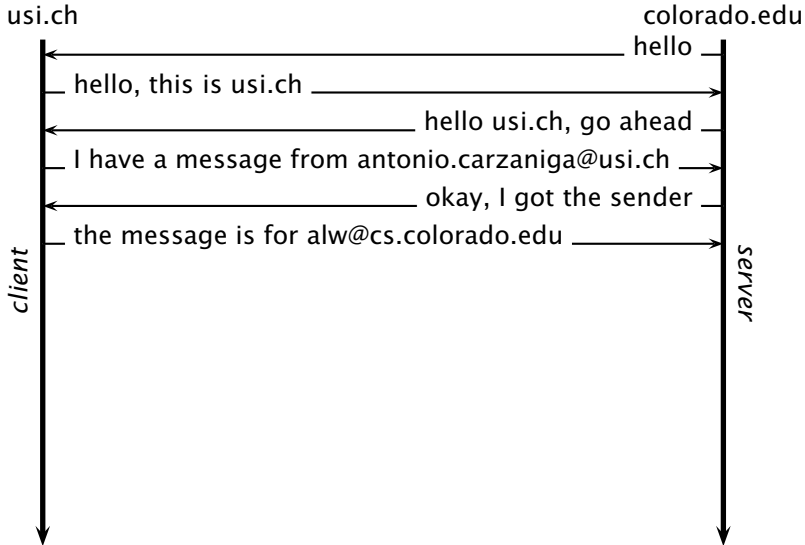 usi.ch
colorado.edu
hello
hello, this is usi.ch
hello usi.ch, go ahead
I have a message from antonio.carzaniga@usi.ch
okay, I got the sender
the message is for alw@cs.colorado.edu
client
server